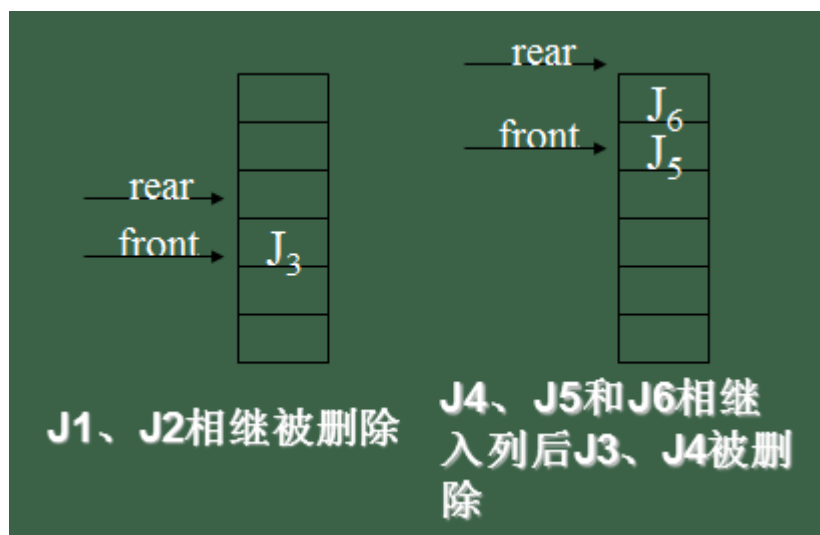 rear
front
J3
J1、J2相继被删除
rear
front
J6
J5
J4、J5和J6相继
入列后J3、J4被删
除